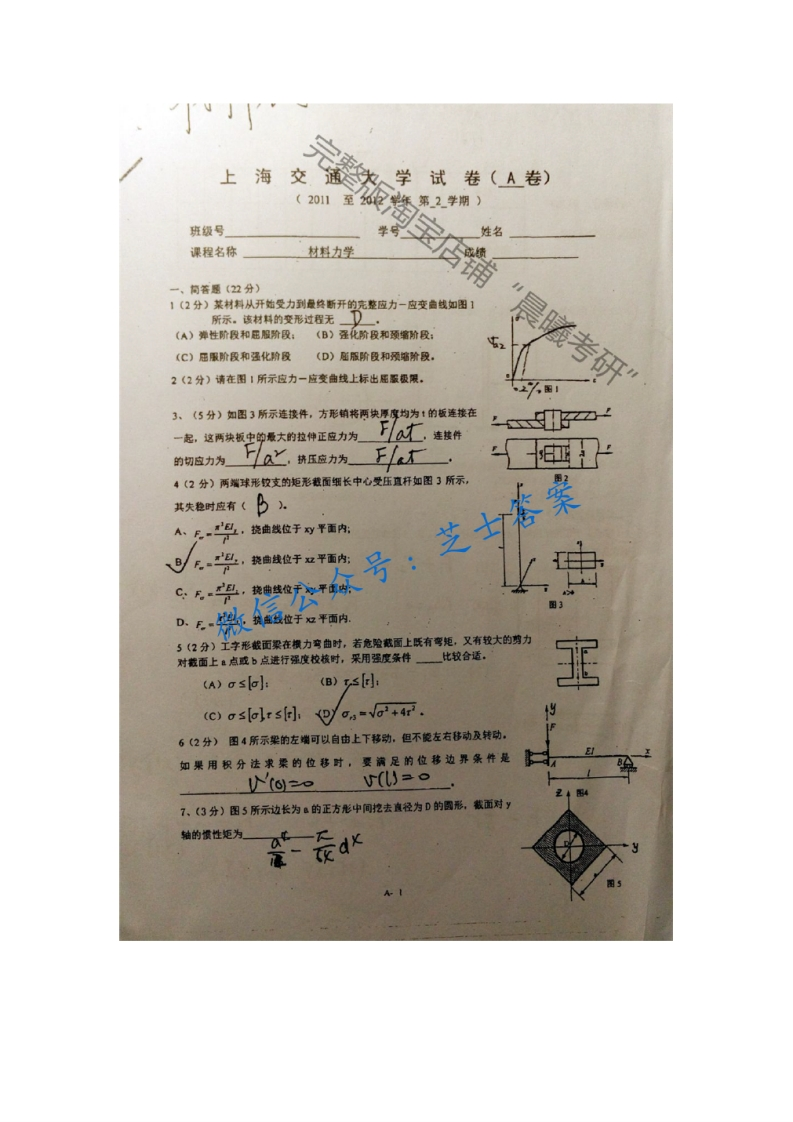 上 海 交 通 大 学 试 卷 ( A 卷)
( 2011 至 2012 学年 第_2_学期 )
班级号 学号 姓名
课程名称 材料力学 成绩
一、简答题 (22 分)
1 (2 分) 某材料从开始受力到最终断开的完整应力－应变曲线如图 1
所示。该材料的变形过程无 D 。
(A) 弹性阶段和屈服阶段; (B) 强化阶段和颈缩阶段;
(C) 屈服阶段和强化阶段 (D) 屈服阶段和颈缩阶段。
图1
2 (2 分) 请在图 1 所示应力－应变曲线上标出屈服极限。
3、(5 分) 如图 3 所示连接件，方形销将两块厚度均为 t 的板连接在
一起，这两块板中的最大的拉伸正应力为 F/at ，连接件
的切应力为 F/a² ，挤压应力为 F/at 。
图2
4 (2 分) 两端球形铰支的矩形截面细长中心受压直杆如图 3 所示，
其失稳时应有 ( B )。
A、 ，挠曲线位于 xy 平面内;
B、 ，挠曲线位于 xz 平面内;
C、 ，挠曲线位于 xy 平面内;
D、 ，挠曲线位于 xz 平面内.
图3
5 (2 分) 工字形截面梁在横力弯曲时，若危险截面上既有弯矩，又有较大的剪力
对截面上 a 点或 b 点进行强度校核时，采用强度条件 ____比较合适。
(A) σ≤[σ]; (B) τ≤[τ];
(C) σ≤[σ],τ≤[τ]; (D) σr3=√σ²+4τ² 。
6 (2 分) 图 4 所示梁的左端可以自由上下移动，但不能左右移动及转动。
如果用积分法求梁的位移时，要满足的位移边界条件是
v'(0)=0 v(l)=0 .
y F A EI B x l
图4
7、(3 分) 图 5 所示边长为 a 的正方形中间挖去直径为 D 的圆形，截面对 y
轴的惯性矩为
z D y
图5
A- 1
完整版淘宝店铺“晨曦考研”
微信公众号：芝士答案